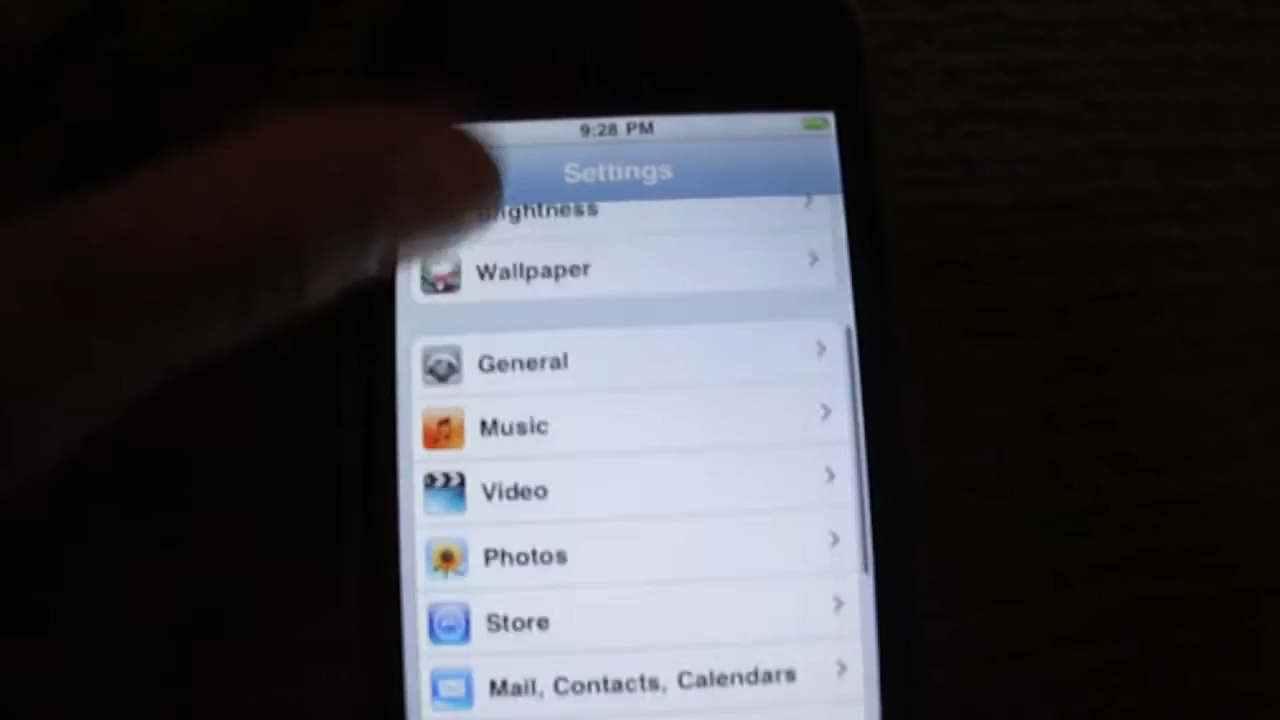 9:28 PM
Settings
Brightness
Wallpaper
General
Music
Video
Photos
Store
Mail, Contacts, Calendars